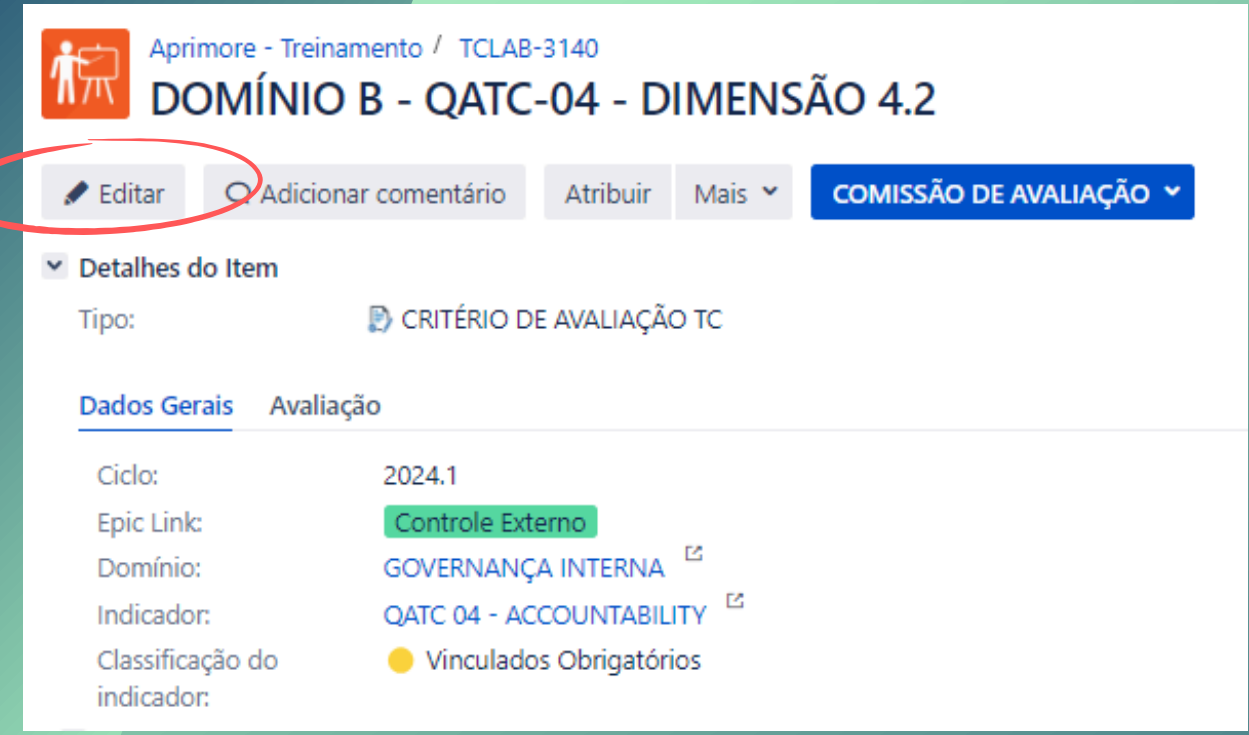 Aprimore - Treinamento / TCLAB-3140
DOMÍNIO B - QATC-04 - DIMENSÃO 4.2
Editar Adicionar comentário Atribuir Mais COMISSÃO DE AVALIAÇÃO
Detalhes do Item
Tipo: CRITÉRIO DE AVALIAÇÃO TC
Dados Gerais Avaliação
Ciclo: 2024.1
Epic Link: Controle Externo
Domínio: GOVERNANÇA INTERNA
Indicador: QATC 04 - ACCOUNTABILITY
Classificação do Vinculados Obrigatórios
indicador: